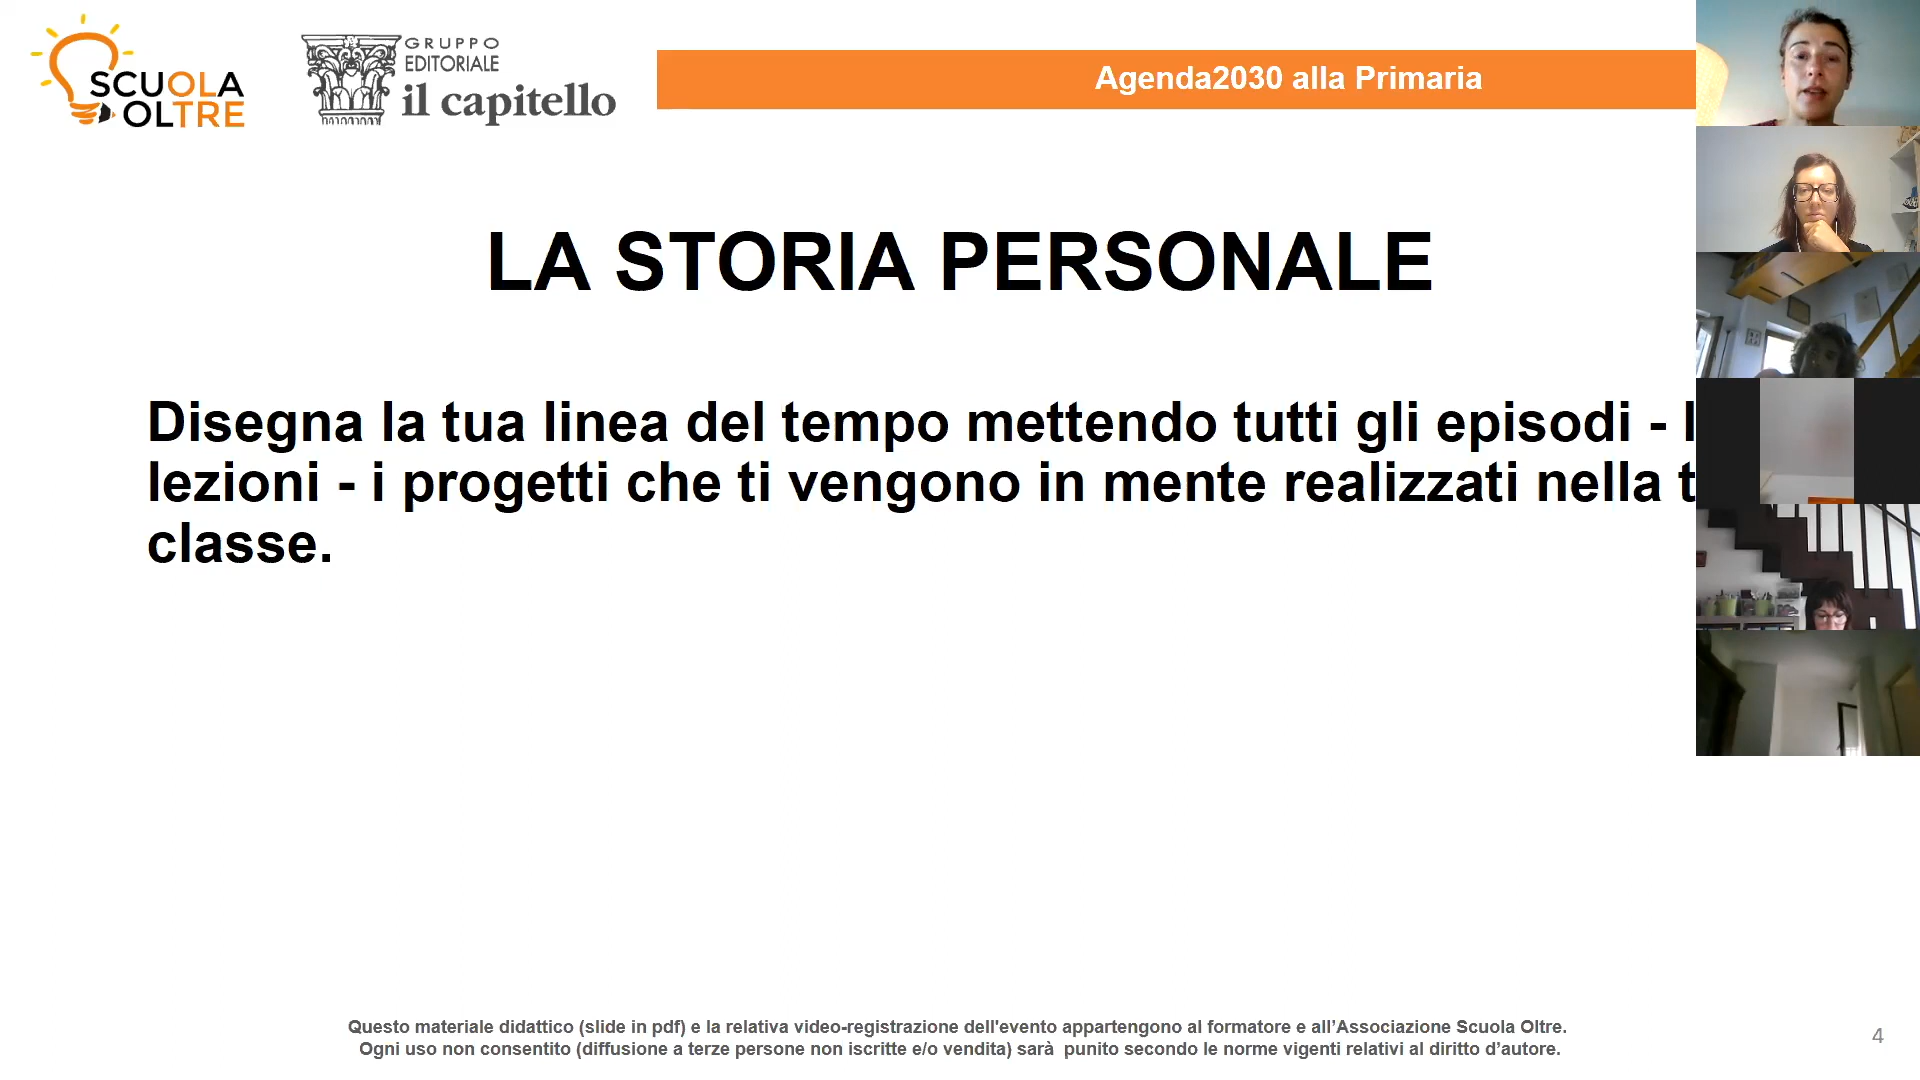 SCUOLA
OLTRE
GRUPPO
EDITORIALE
il capitello
Agenda2030 alla Primaria
LA STORIA PERSONALE
Disegna la tua linea del tempo mettendo tutti gli episodi -
lezioni - i progetti che ti vengono in mente realizzati nella
classe.
Questo materiale didattico (slide in pdf) e la relativa video-registrazione dell'evento appartengono al formatore e all’Associazione Scuola Oltre.
Ogni uso non consentito (diffusione a terze persone non iscritte e/o vendita) sarà punito secondo le norme vigenti relativi al diritto d’autore.
4